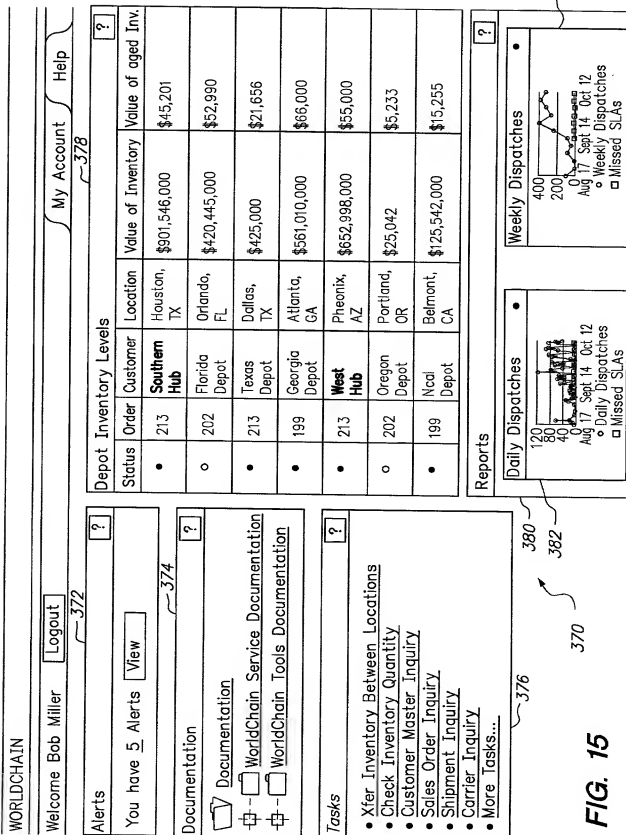 WORLDCHAIN
Welcome Bob Miller Logout
My Account Help
372
378
Alerts ?
You have 5 Alerts View
374
Documentation ?
Documentation
WorldChain Service Documentation
WorldChain Tools Documentation
Tasks ?
• Xfer Inventory Between Locations
• Check Inventory Quantity
• Customer Master Inquiry
• Sales Order Inquiry
• Shipment Inquiry
• Carrier Inquiry
• More Tasks...
376
Depot Inventory Levels ?
Status Order Customer Location Value of Inventory Value of aged Inv.
• 213 Southern Hub Houston, TX $901,546,000 $45,201
○ 202 Florida Depot Orlando, FL $420,445,000 $52,990
• 213 Texas Depot Dallas, TX $425,000 $21,656
• 199 Georgia Depot Atlanta, GA $561,010,000 $66,000
• 213 West Hub Pheonix, AZ $652,998,000 $55,000
○ 202 Oregon Depot Portland, OR $25,042 $5,233
• 199 Ncal Depot Belmont, CA $125,542,000 $15,255
Reports ?
380
382
Daily Dispatches •
120
80
40
0
Aug 17 Sept 14 Oct 12
○ Daily Dispatches
□ Missed SLAs
Weekly Dispatches •
400
200
0
Aug 17 Sept 14 Oct 12
○ Weekly Dispatches
□ Missed SLAs
370
FIG. 15